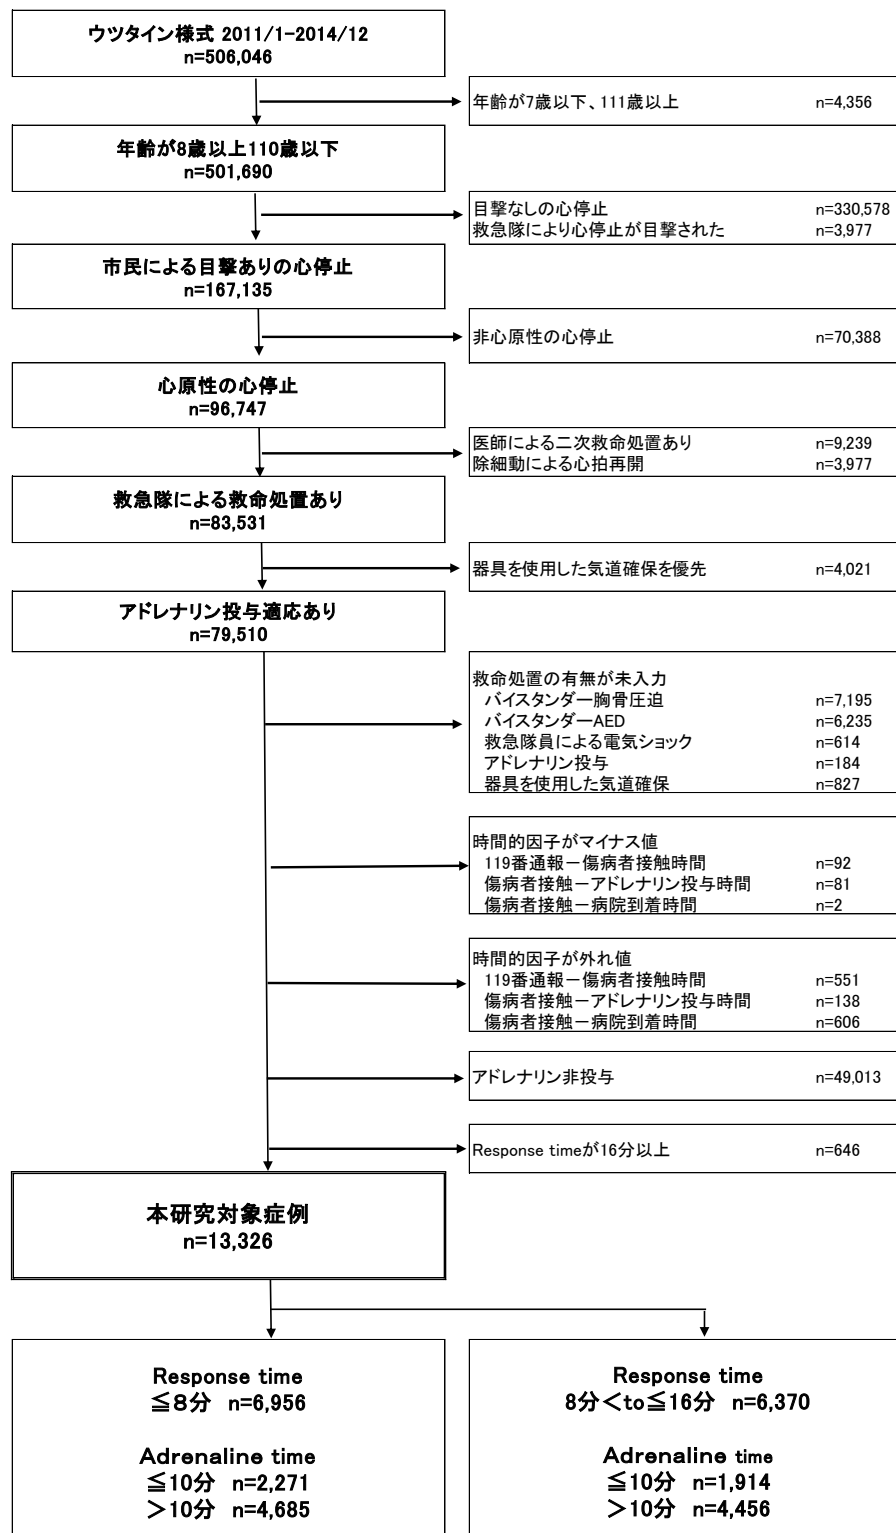 ウツタイン様式 2011/1-2014/12
n=506,046
年齢が7歳以下、111歳以上 n=4,356
年齢が8歳以上110歳以下
n=501,690
目撃なしの心停止 n=330,578
救急隊により心停止が目撃された n=3,977
市民による目撃ありの心停止
n=167,135
非心原性の心停止 n=70,388
心原性の心停止
n=96,747
医師による二次救命処置あり n=9,239
除細動による心拍再開 n=3,977
救急隊による救命処置あり
n=83,531
器具を使用した気道確保を優先 n=4,021
アドレナリン投与適応あり
n=79,510
救命処置の有無が未入力
バイスタンダー胸骨圧迫 n=7,195
バイスタンダーAED n=6,235
救急隊員による電気ショック n=614
アドレナリン投与 n=184
器具を使用した気道確保 n=827
時間的因子がマイナス値
119番通報－傷病者接触時間 n=92
傷病者接触－アドレナリン投与時間 n=81
傷病者接触－病院到着時間 n=2
時間的因子が外れ値
119番通報－傷病者接触時間 n=551
傷病者接触－アドレナリン投与時間 n=138
傷病者接触－病院到着時間 n=606
アドレナリン非投与 n=49,013
Response timeが16分以上 n=646
本研究対象症例
n=13,326
Response time
≦8分 n=6,956
Adrenaline time
≦10分 n=2,271
＞10分 n=4,685
Response time
8分＜to≦16分 n=6,370
Adrenaline time
≦10分 n=1,914
＞10分 n=4,456